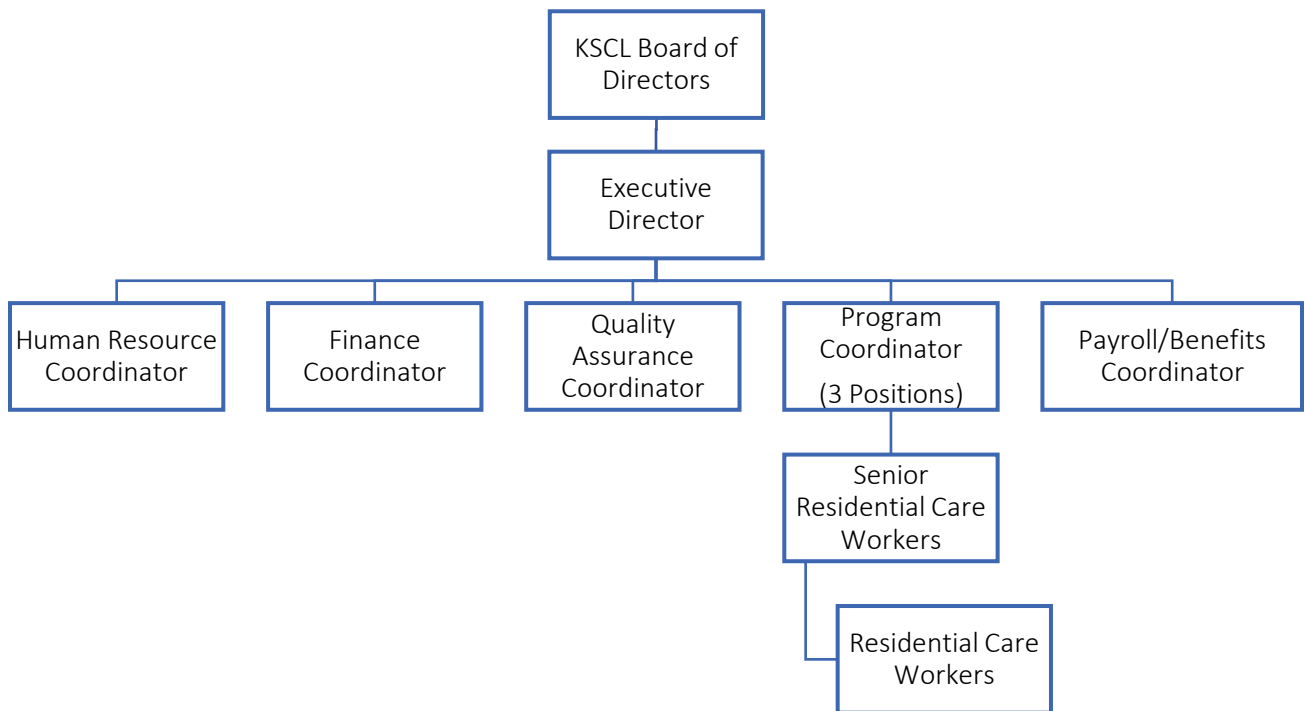 KSCL Board of
Directors
Executive
Director
Human Resource
Coordinator
Finance
Coordinator
Quality
Assurance
Coordinator
Program
Coordinator
(3 Positions)
Payroll/Benefits
Coordinator
Senior
Residential Care
Workers
Residential Care
Workers